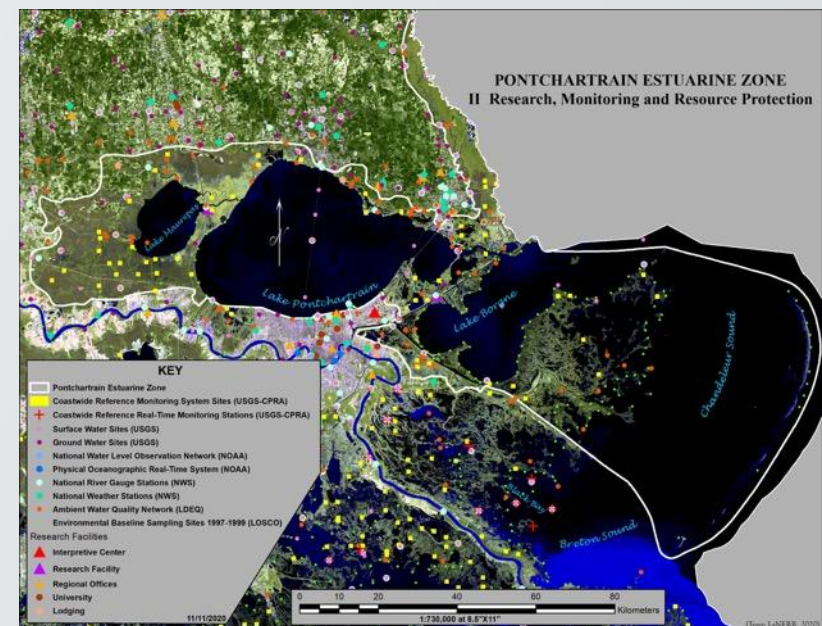 PONTCHARTRAIN ESTUARINE ZONE
II Research, Monitoring and Resource Protection
Lake Maurepas
N
Lake Pontchartrain
Lake Borgne
Chandeleur Sound
Breton Sound
KEY
Pontchartrain Estuarine Zone
Coastwide Reference Monitoring System Sites (USGS-CPRA)
Coastwide Reference Real-Time Monitoring Stations (USGS-CPRA)
Surface Water Sites (USGS)
Ground Water Sites (USGS)
National Water Level Observation Network (NOAA)
Physical Oceanographic Real-Time System (NOAA)
National River Gauge Stations (NWS)
National Weather Stations (NWS)
Ambient Water Quality Network (LDEQ)
Environmental Baseline Sampling Sites 1997-1999 (LOSCO)
Research Facilities
Interpretive Center
Research Facility
Regional Offices
University
Lodging
11/11/2020
0 20 40 60 80
Kilometers
1:730,000 at 8.5"X11"